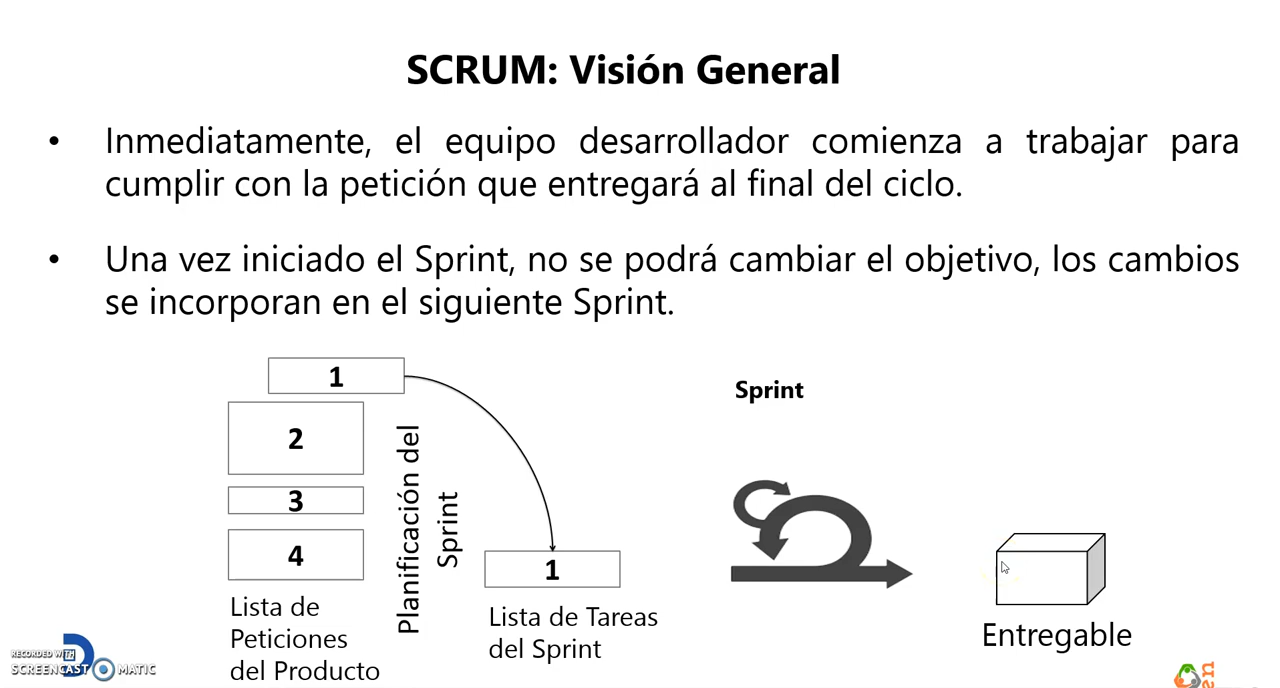 SCRUM: Visión General
• Inmediatamente, el equipo desarrollador comienza a trabajar para
cumplir con la petición que entregará al final del ciclo.
• Una vez iniciado el Sprint, no se podrá cambiar el objetivo, los cambios
se incorporan en el siguiente Sprint.
1
2
3
4
Lista de
Peticiones
del Producto
Planificación del
Sprint
1
Lista de Tareas
del Sprint
Sprint
Entregable
RECORDED WITH
SCREENCAST MATIC
en